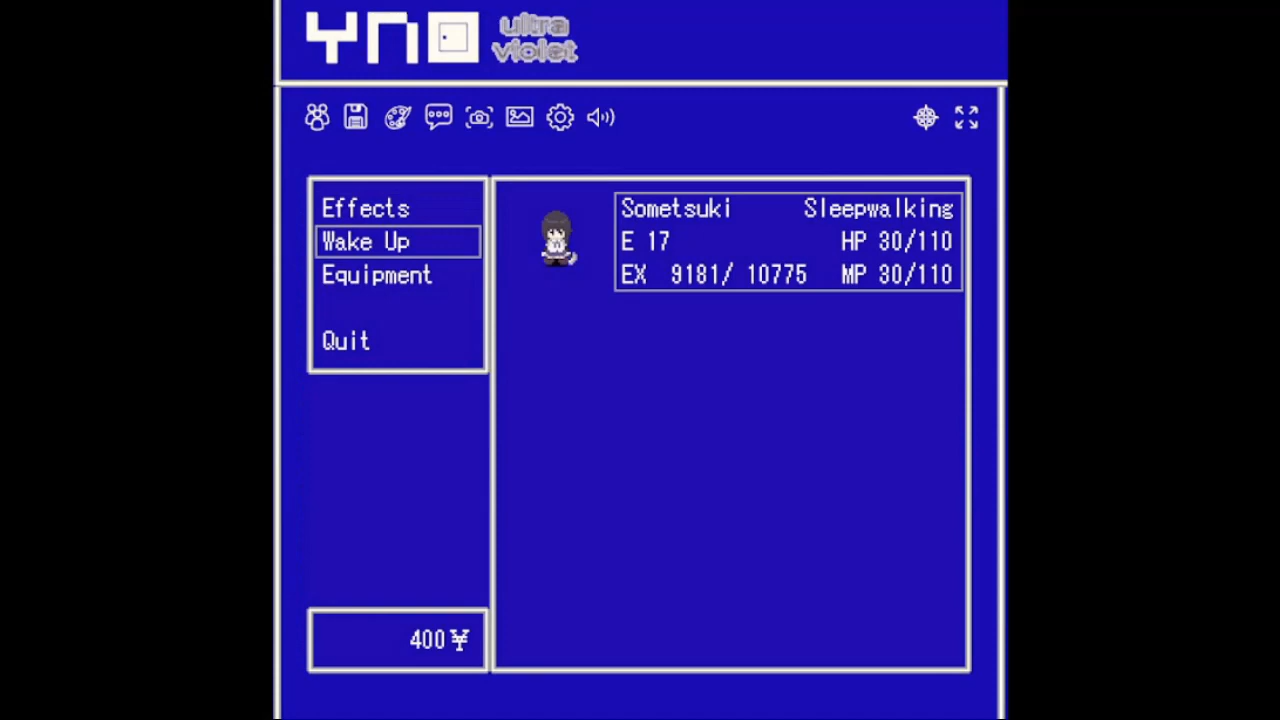 YNO ultra violet
Effects
Wake Up
Equipment
Quit
Sometsuki Sleepwalking
E 17 HP 30/110
EX 9181/ 10775 MP 30/110
400¥